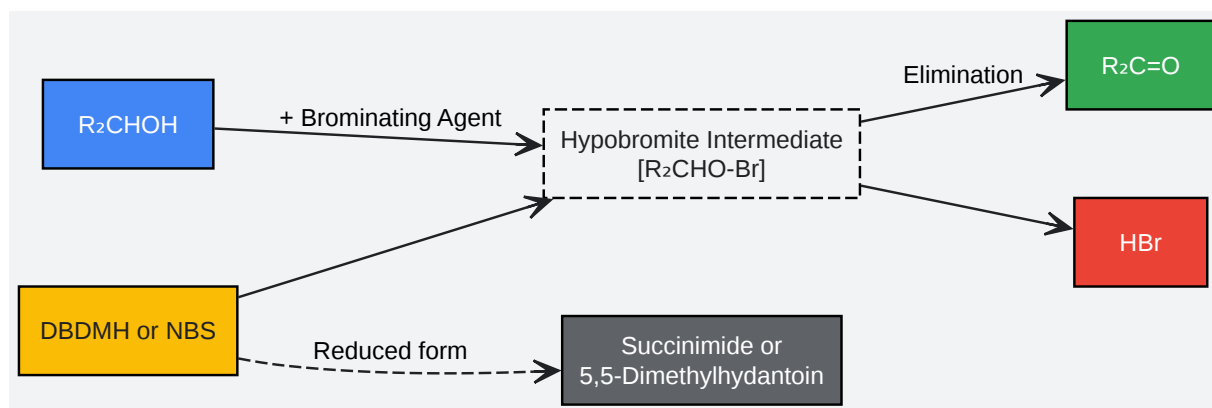 R₂CHOH
+ Brominating Agent
Hypobromite Intermediate
[R₂CHO-Br]
Elimination
R₂C=O
HBr
DBDMH or NBS
Reduced form
Succinimide or
5,5-Dimethylhydantoin